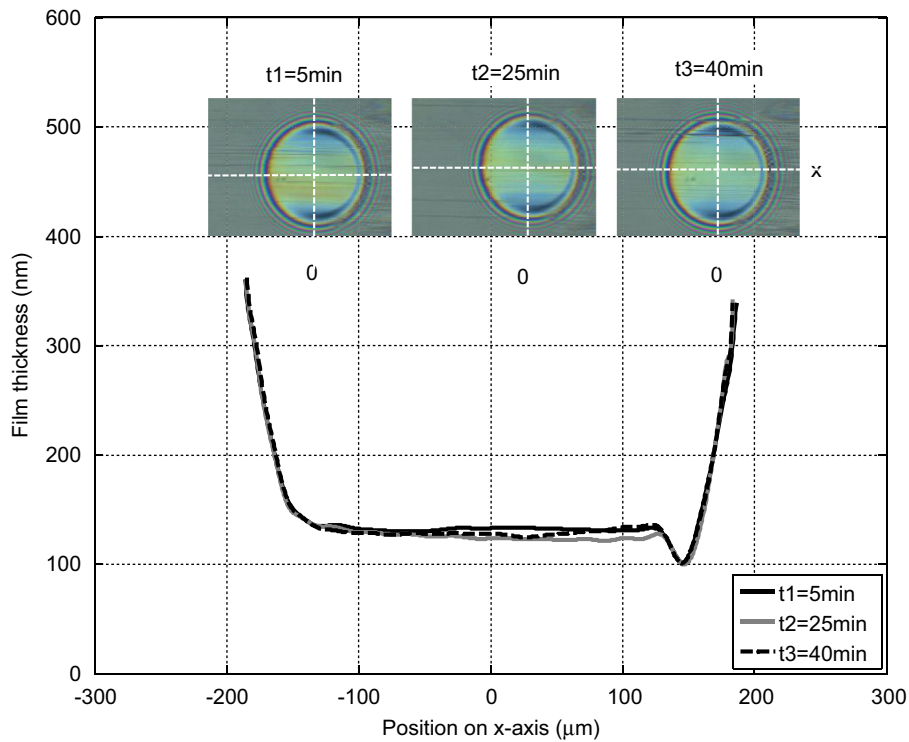 600
500
400
300
200
100
0
Film thickness (nm)
t1=5min
t2=25min
t3=40min
x
0
0
0
t1=5min
t2=25min
t3=40min
-300
-200
-100
0
100
200
300
Position on x-axis (μm)